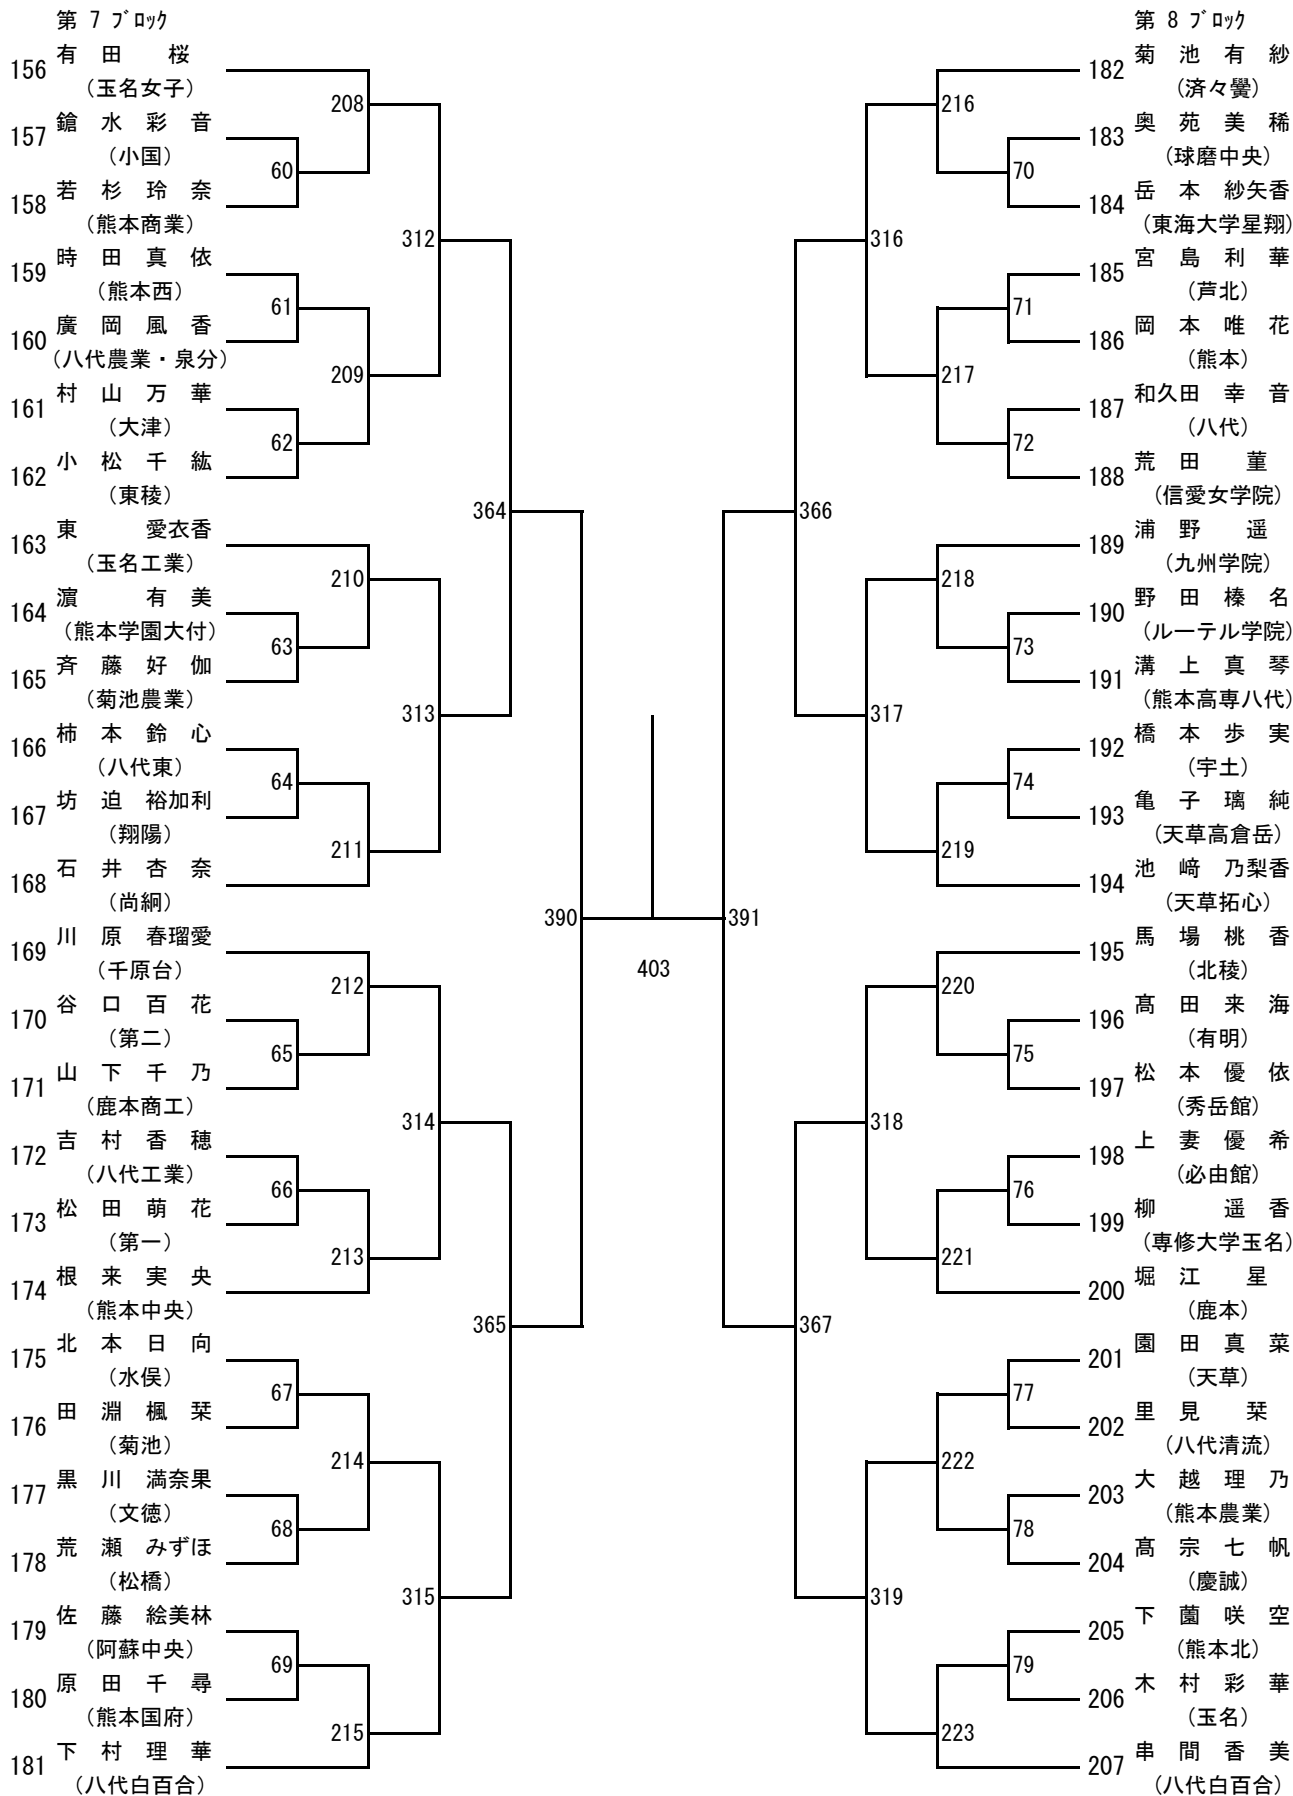 第 7 ﾌﾞﾛｯｸ
156 有 田 桜
(玉名女子)
208
157 鎗 水 彩 音
(小国)
60
158 若 杉 玲 奈
(熊本商業)
312
159 時 田 真 依
(熊本西)
61
160 廣 岡 風 香
(八代農業・泉分)
209
161 村 山 万 華
(大津)
62
162 小 松 千 紘
(東稜)
364
163 東 愛衣香
(玉名工業)
210
164 濵 有 美
(熊本学園大付)
63
165 斉 藤 好 伽
(菊池農業)
313
166 柿 本 鈴 心
(八代東)
64
167 坊 迫 裕加利
(翔陽)
211
168 石 井 杏 奈
(尚絅)
390
169 川 原 春瑠愛
(千原台)
212
170 谷 口 百 花
(第二)
65
171 山 下 千 乃
(鹿本商工)
314
172 吉 村 香 穂
(八代工業)
66
173 松 田 萌 花
(第一)
213
174 根 来 実 央
(熊本中央)
365
175 北 本 日 向
(水俣)
67
176 田 淵 楓 栞
(菊池)
214
177 黒 川 満奈果
(文徳)
68
178 荒 瀬 みずほ
(松橋)
315
179 佐 藤 絵美林
(阿蘇中央)
69
180 原 田 千 尋
(熊本国府)
215
181 下 村 理 華
(八代白百合)
403
第 8 ﾌﾞﾛｯｸ
182 菊 池 有 紗
(済々黌)
216
183 奥 苑 美 稀
(球磨中央)
70
184 岳 本 紗矢香
(東海大学星翔)
316
185 宮 島 利 華
(芦北)
71
186 岡 本 唯 花
(熊本)
217
187 和久田 幸 音
(八代)
72
188 荒 田 菫
(信愛女学院)
366
189 浦 野 遥
(九州学院)
218
190 野 田 榛 名
(ルーテル学院)
73
191 溝 上 真 琴
(熊本高専八代)
317
192 橋 本 歩 実
(宇土)
74
193 亀 子 璃 純
(天草高倉岳)
219
194 池 﨑 乃梨香
(天草拓心)
391
195 馬 場 桃 香
(北稜)
220
196 髙 田 来 海
(有明)
75
197 松 本 優 依
(秀岳館)
318
198 上 妻 優 希
(必由館)
76
199 柳 遥 香
(専修大学玉名)
221
200 堀 江 星
(鹿本)
367
201 園 田 真 菜
(天草)
77
202 里 見 栞
(八代清流)
222
203 大 越 理 乃
(熊本農業)
78
204 髙 宗 七 帆
(慶誠)
319
205 下 薗 咲 空
(熊本北)
79
206 木 村 彩 華
(玉名)
223
207 串 間 香 美
(八代白百合)